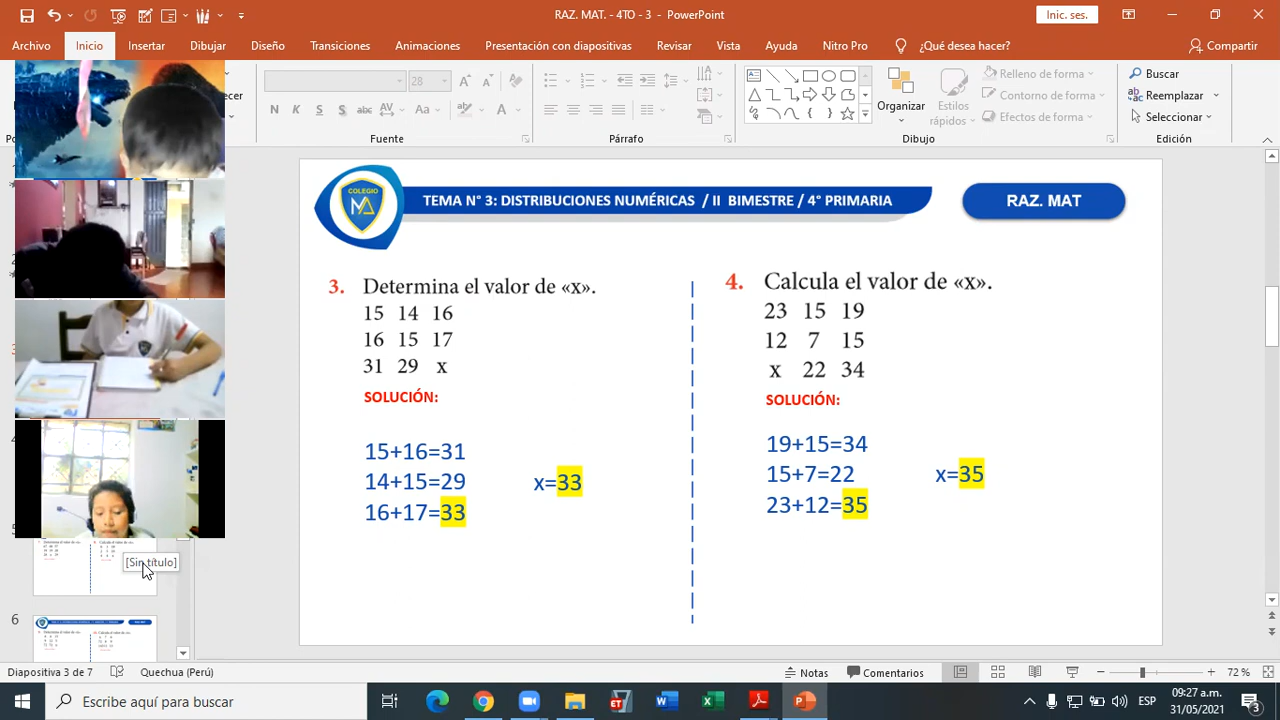 RAZ. MAT. - 4TO - 3 - PowerPoint
Inic. ses.
Archivo Inicio Insertar Dibujar Diseño Transiciones Animaciones Presentación con diapositivas Revisar Vista Ayuda Nitro Pro ¿Qué desea hacer? Compartir
28
N K S S abc AV Aa A
Fuente
Párrafo
Organizar
Estilos rápidos
Relleno de forma
Contorno de forma
Efectos de forma
Dibujo
Buscar
Reemplazar
Seleccionar
Edición
COLEGIO
TEMA N° 3: DISTRIBUCIONES NUMÉRICAS / II BIMESTRE / 4° PRIMARIA
RAZ. MAT
3. Determina el valor de «x».
15 14 16
16 15 17
31 29 x
SOLUCIÓN:
15+16=31
14+15=29
16+17=33
x=33
4. Calcula el valor de «x».
23 15 19
12 7 15
x 22 34
SOLUCIÓN:
19+15=34
15+7=22
23+12=35
x=35
[Sin título]
6
Diapositiva 3 de 7
Quechua (Perú)
Notas
Comentarios
72 %
Escribe aquí para buscar
ESP
09:27 a.m.
31/05/2021
3